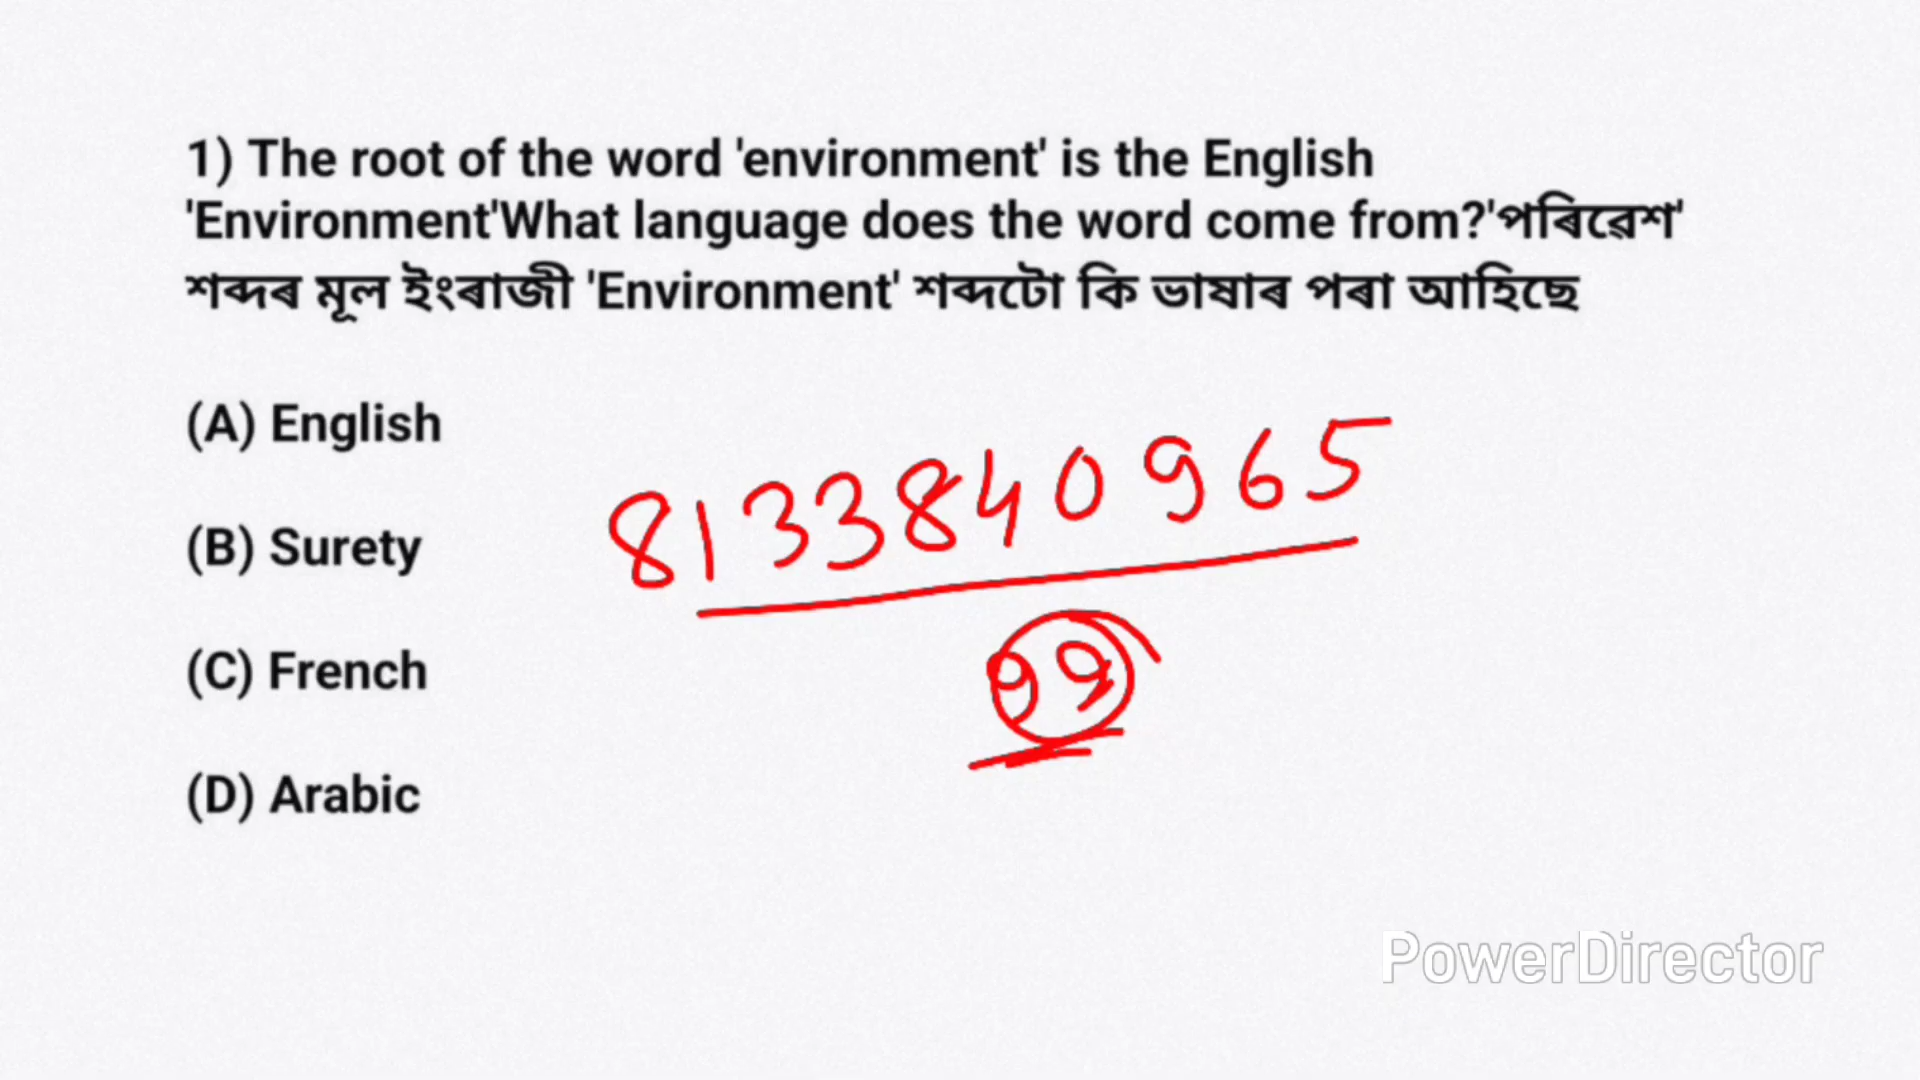 1) The root of the word 'environment' is the English
'Environment'What language does the word come from?'পৰিৱেশ'
শব্দৰ মূল ইংৰাজী 'Environment' শব্দটো কি ভাষাৰ পৰা আহিছে
(A) English
8133840965
(B) Surety
(C) French
(D) Arabic
PowerDirector